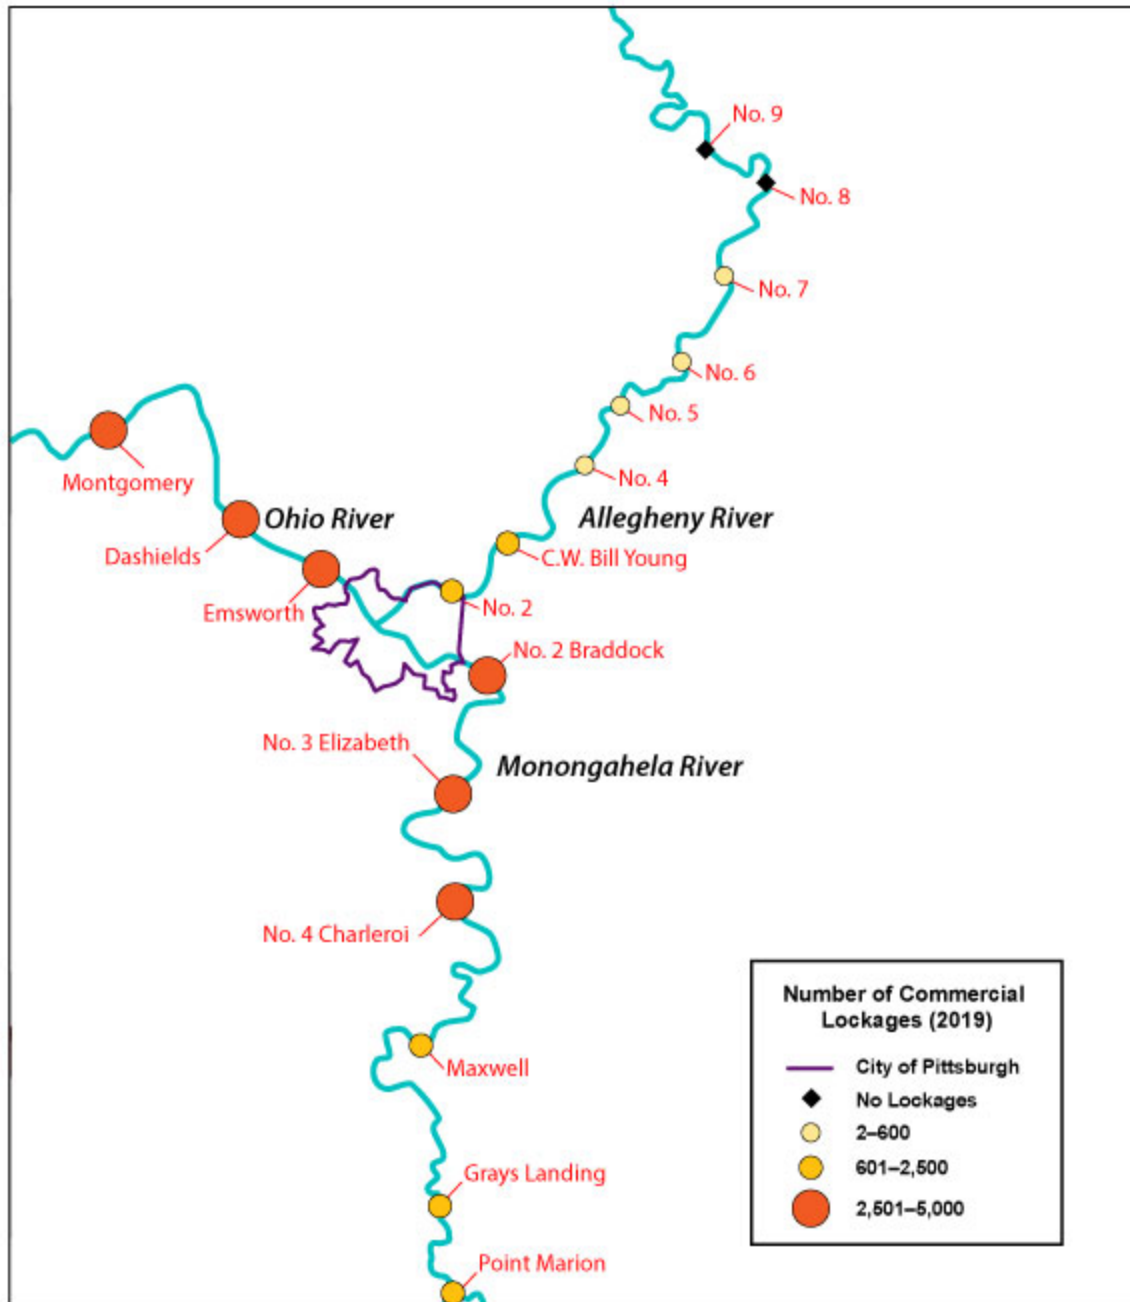 No. 9
No. 8
No. 7
No. 6
No. 5
No. 4
Montgomery
Ohio River
Allegheny River
Dashields
C.W. Bill Young
Emsworth
No. 2
No. 2 Braddock
No. 3 Elizabeth
Monongahela River
No. 4 Charleroi
Maxwell
Grays Landing
Point Marion
Number of Commercial
Lockages (2019)
City of Pittsburgh
No Lockages
2–600
601–2,500
2,501–5,000